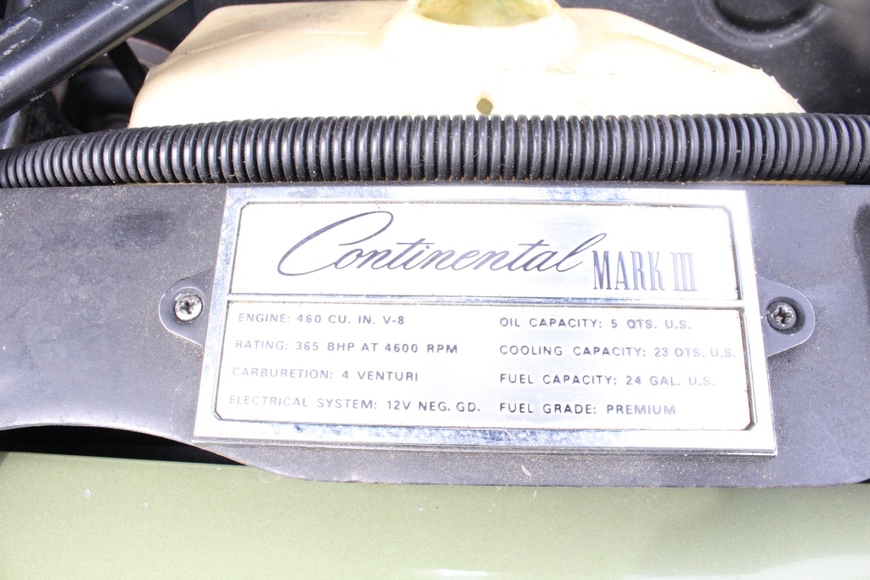 Continental MARK III
ENGINE: 460 CU. IN. V-8
RATING: 365 BHP AT 4600 RPM
CARBURETION: 4 VENTURI
ELECTRICAL SYSTEM: 12V NEG. GD.
OIL CAPACITY: 5 QTS. U.S.
COOLING CAPACITY: 23 QTS. U.S.
FUEL CAPACITY: 24 GAL. U.S.
FUEL GRADE: PREMIUM